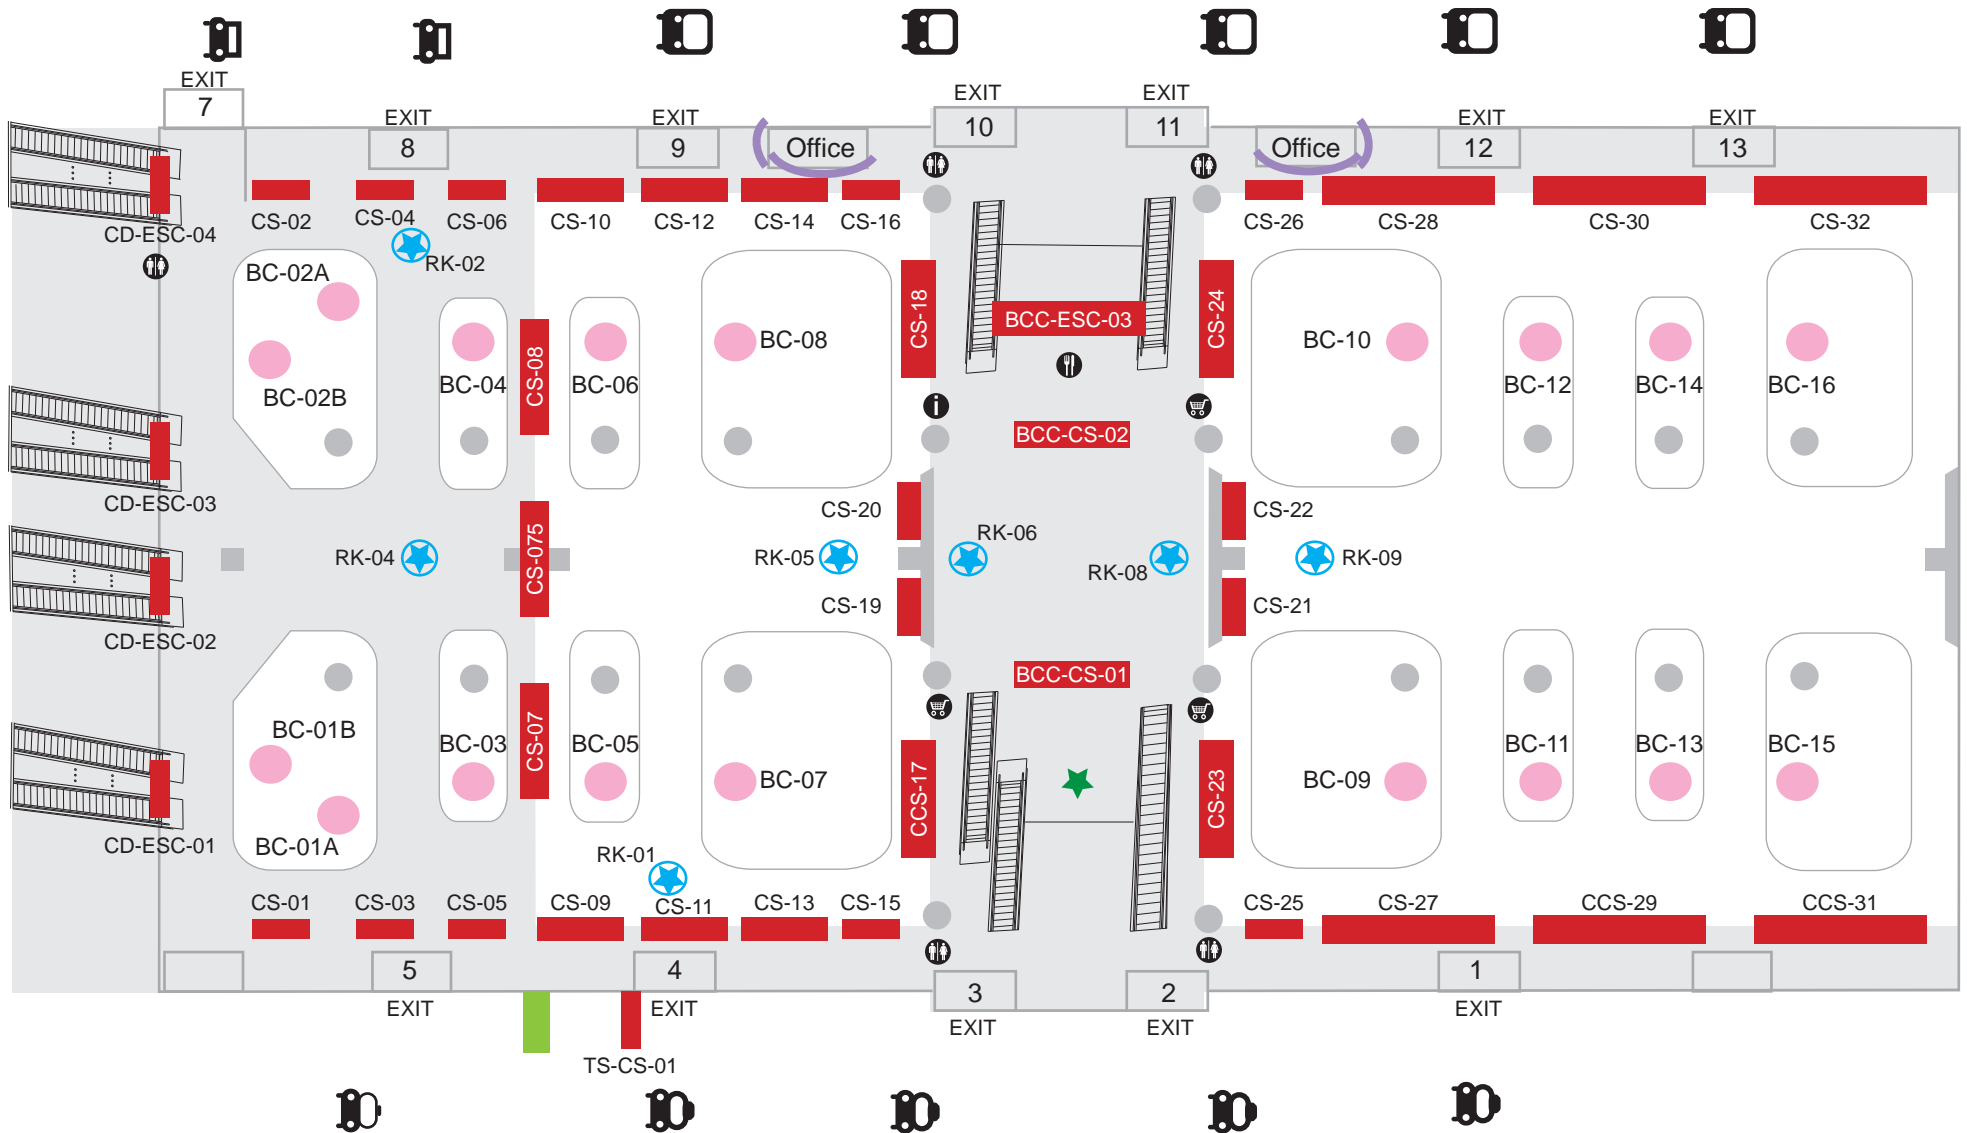 EXIT
7
EXIT
8
EXIT
9
Office
EXIT
10
EXIT
11
Office
EXIT
12
EXIT
13
CD-ESC-04
CS-02
CS-04
CS-06
CS-10
CS-12
CS-14
CS-16
CS-26
CS-28
CS-30
CS-32
RK-02
BC-02A
BC-02B
BC-04
CS-08
BC-06
BC-08
CS-18
BCC-ESC-03
CS-24
BC-10
BC-12
BC-14
BC-16
i
BCC-CS-02
CD-ESC-03
CS-075
CS-20
CS-22
RK-04
RK-05
RK-06
RK-08
RK-09
CS-19
CS-21
CD-ESC-02
BCC-CS-01
BC-01B
BC-01A
BC-03
CS-07
BC-05
BC-07
CCS-17
CS-23
BC-09
BC-11
BC-13
BC-15
CD-ESC-01
RK-01
CS-01
CS-03
CS-05
CS-09
CS-11
CS-13
CS-15
CS-25
CS-27
CCS-29
CCS-31
5
EXIT
4
EXIT
3
EXIT
2
EXIT
1
EXIT
TS-CS-01